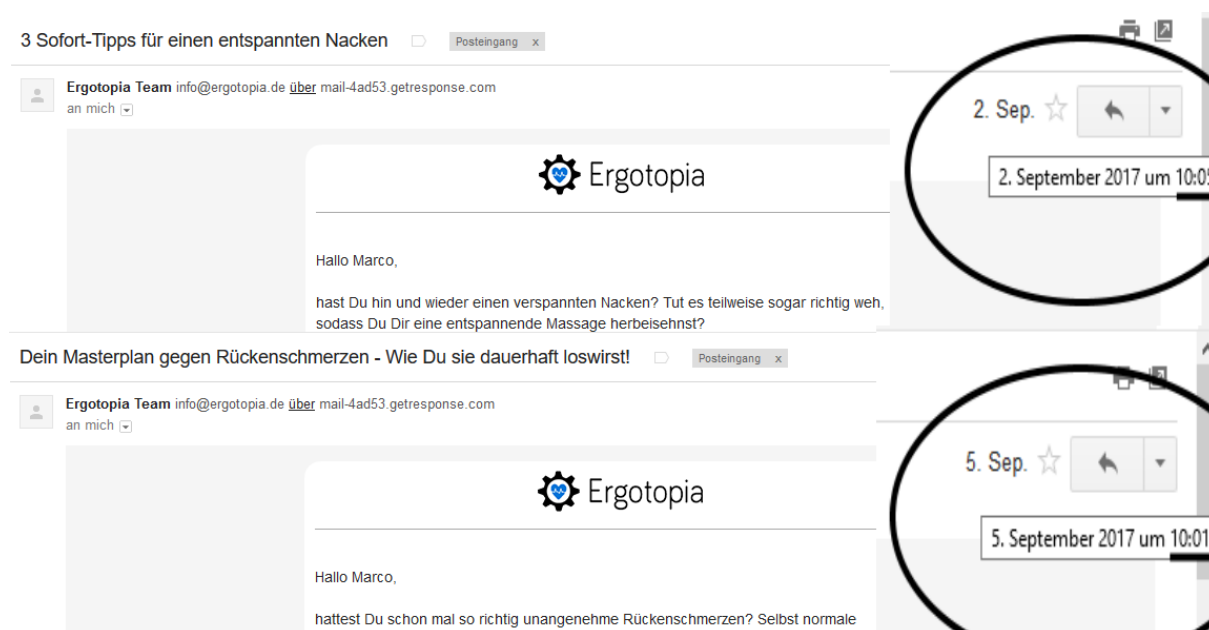 3 Sofort-Tipps für einen entspannten Nacken Posteingang x
Ergotopia Team info@ergotopia.de über mail-4ad53.getresponse.com
an mich
2. Sep.
2. September 2017 um 10:05
Ergotopia
Hallo Marco,
hast Du hin und wieder einen verspannten Nacken? Tut es teilweise sogar richtig weh,
sodass Du Dir eine entspannende Massage herbeisehnst?
Dein Masterplan gegen Rückenschmerzen - Wie Du sie dauerhaft loswirst! Posteingang x
Ergotopia Team info@ergotopia.de über mail-4ad53.getresponse.com
an mich
5. Sep.
5. September 2017 um 10:01
Ergotopia
Hallo Marco,
hattest Du schon mal so richtig unangenehme Rückenschmerzen? Selbst normale